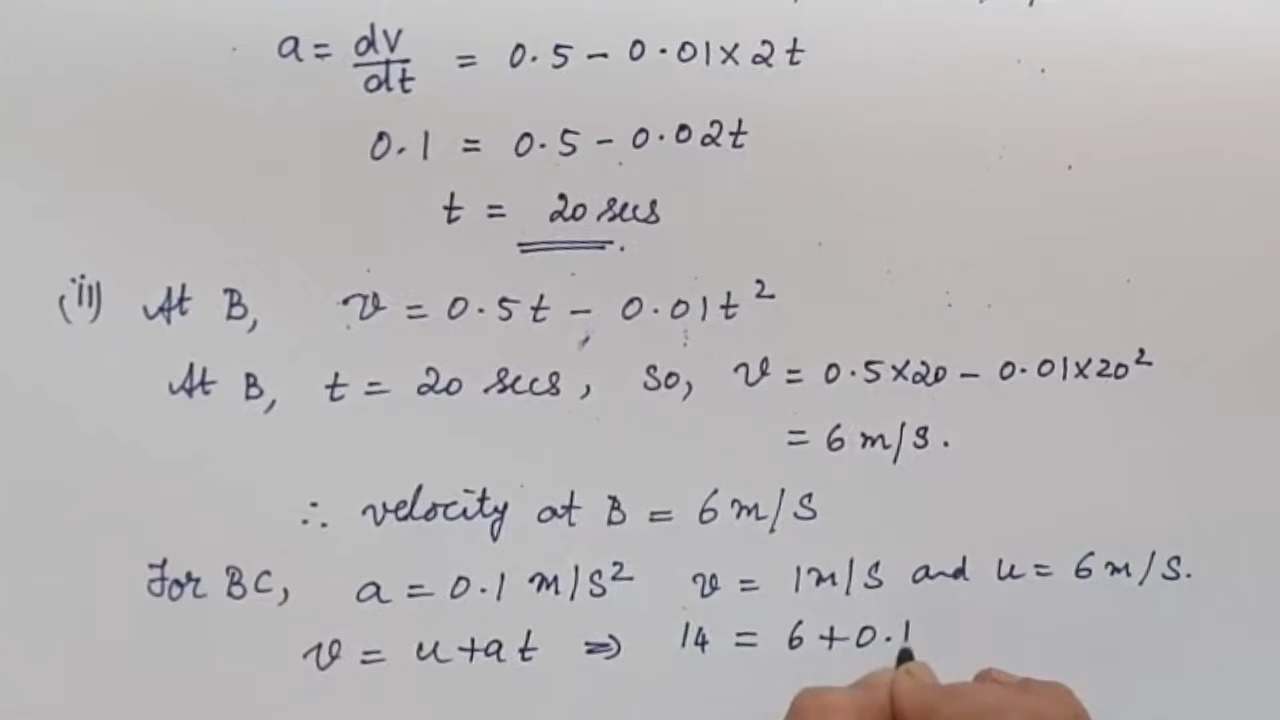 a = dv/dt = 0.5 - 0.01 × 2t
0.1 = 0.5 - 0.02t
t = 20 secs
(ii) At B, v = 0.5t - 0.01t²
At B, t = 20 secs, So, v = 0.5×20 - 0.01×20²
= 6 m/s.
∴ velocity at B = 6 m/s
For BC, a = 0.1 m/s² v = 1m/s and u = 6 m/s.
v = u+at ⇒ 14 = 6+0.1